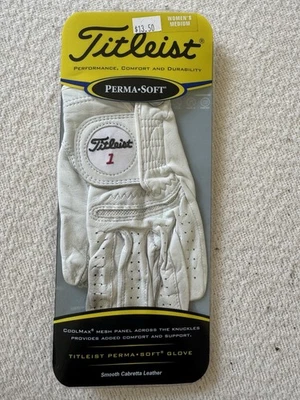 $13.50
WOMEN'S
MEDIUM
Titleist®
PERFORMANCE, COMFORT AND DURABILITY
PERMA•SOFT®
Titleist
1
COOLMAX® MESH PANEL ACROSS THE KNUCKLES
PROVIDES ADDED COMFORT AND SUPPORT.
TITLEIST PERMA•SOFT® GLOVE
Smooth Cabretta Leather